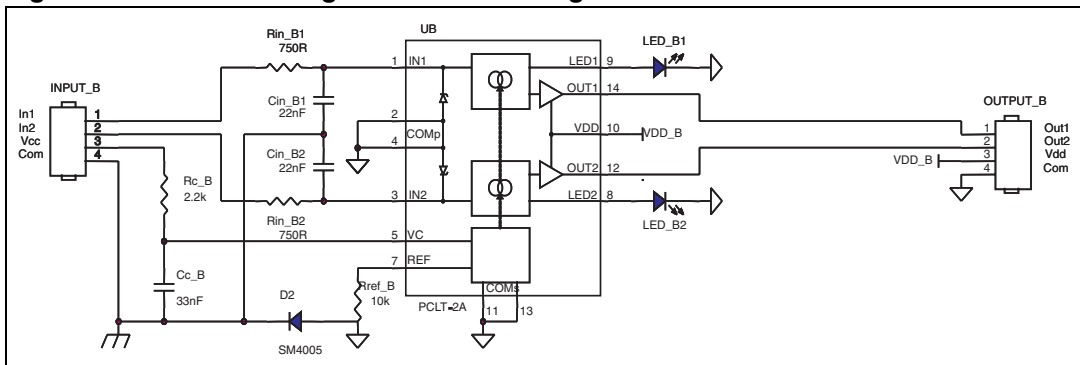 UB
Rin_B1
750R
LED_B1
1 IN1
LED1 9
INPUT_B
OUT1 14
Cin_B1
22nF
OUTPUT_B
In1
In2
Vcc
Com
1
2
3
4
2
COMp
4
VDD 10 VDD_B
1
2
3
4
Out1
Out2
Vdd
Com
VDD_B
Cin_B2
22nF
OUT2 12
Rc_B
2.2k
3 IN2
LED2 8
Rin_B2
750R
LED_B2
5 VC
7 REF
Cc_B
33nF
D2
Rref_B
10k
COMs
PCLT-2A
11 13
SM4005